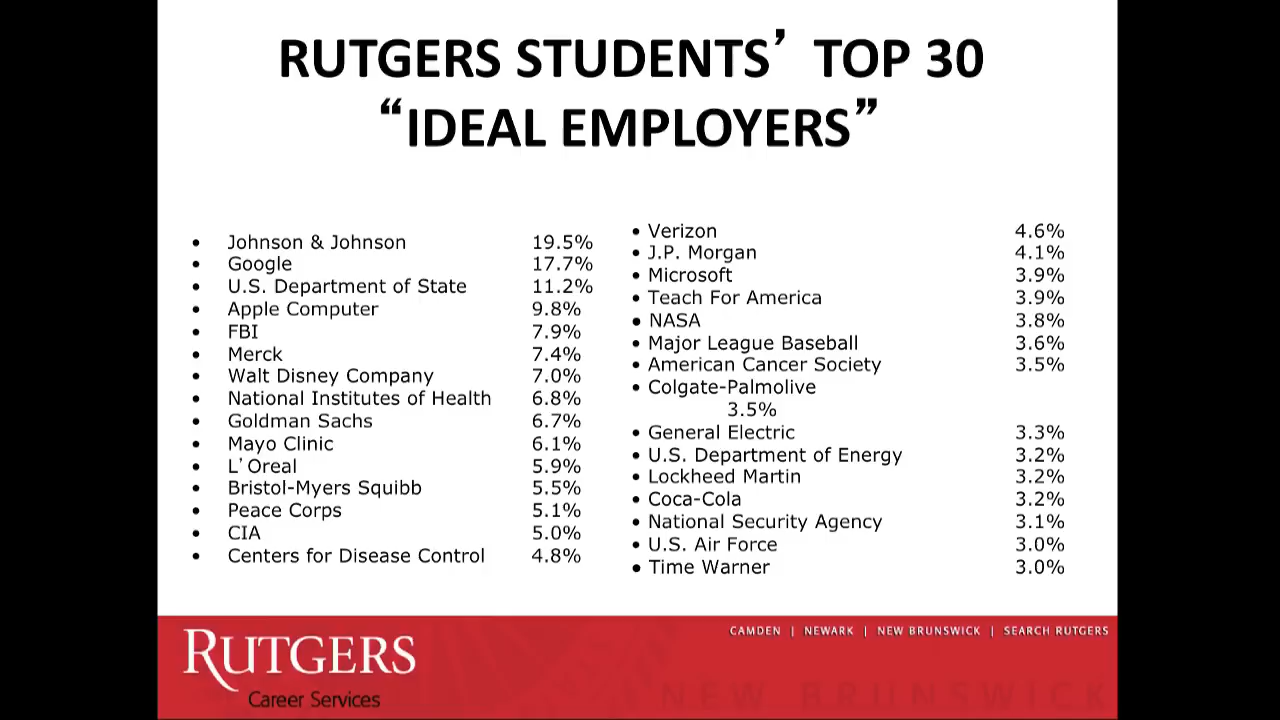 RUTGERS STUDENTS’ TOP 30
“IDEAL EMPLOYERS”
• Johnson & Johnson 19.5%
• Google 17.7%
• U.S. Department of State 11.2%
• Apple Computer 9.8%
• FBI 7.9%
• Merck 7.4%
• Walt Disney Company 7.0%
• National Institutes of Health 6.8%
• Goldman Sachs 6.7%
• Mayo Clinic 6.1%
• L’Oreal 5.9%
• Bristol-Myers Squibb 5.5%
• Peace Corps 5.1%
• CIA 5.0%
• Centers for Disease Control 4.8%
• Verizon 4.6%
• J.P. Morgan 4.1%
• Microsoft 3.9%
• Teach For America 3.9%
• NASA 3.8%
• Major League Baseball 3.6%
• American Cancer Society 3.5%
• Colgate-Palmolive
3.5%
• General Electric 3.3%
• U.S. Department of Energy 3.2%
• Lockheed Martin 3.2%
• Coca-Cola 3.2%
• National Security Agency 3.1%
• U.S. Air Force 3.0%
• Time Warner 3.0%
CAMDEN | NEWARK | NEW BRUNSWICK | SEARCH RUTGERS
RUTGERS
Career Services
NEW BRUNSWICK